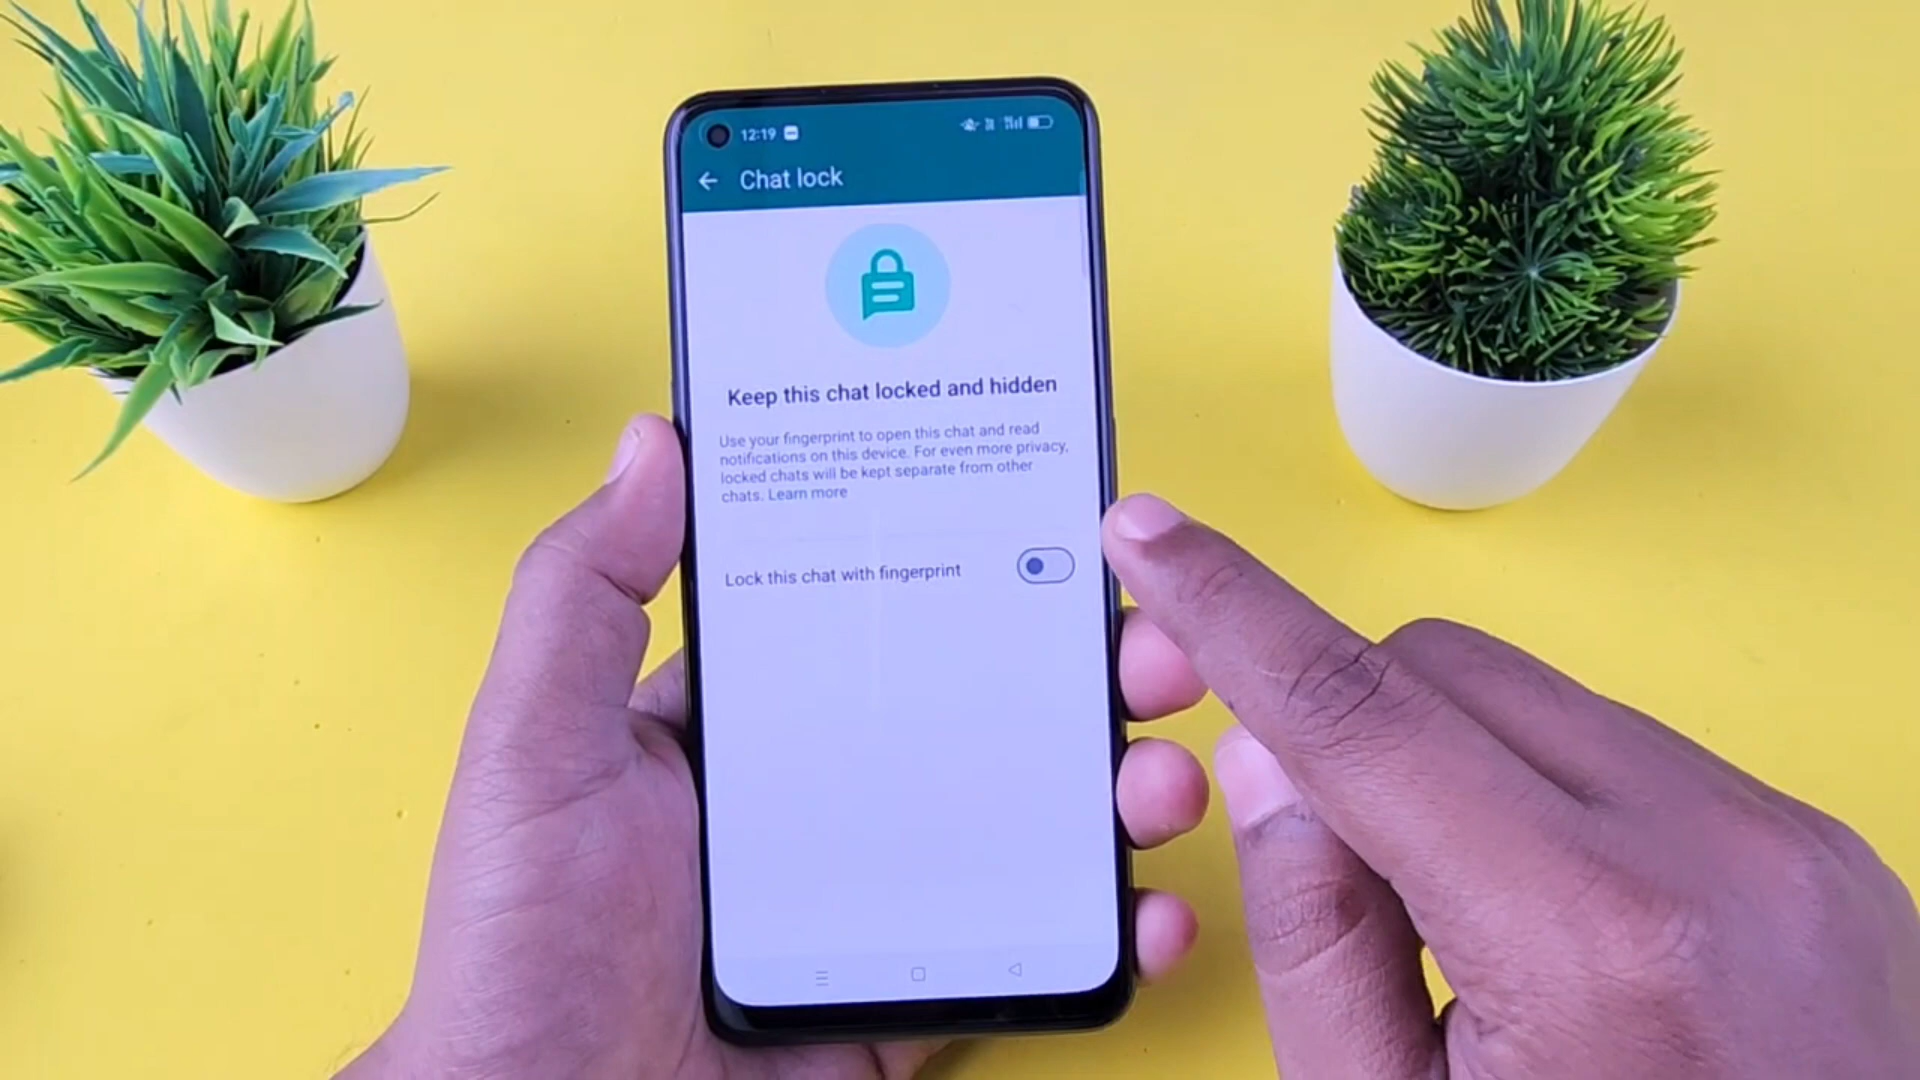 12:19
Chat lock
Keep this chat locked and hidden
Use your fingerprint to open this chat and read
notifications on this device. For even more privacy,
locked chats will be kept separate from other
chats. Learn more
Lock this chat with fingerprint